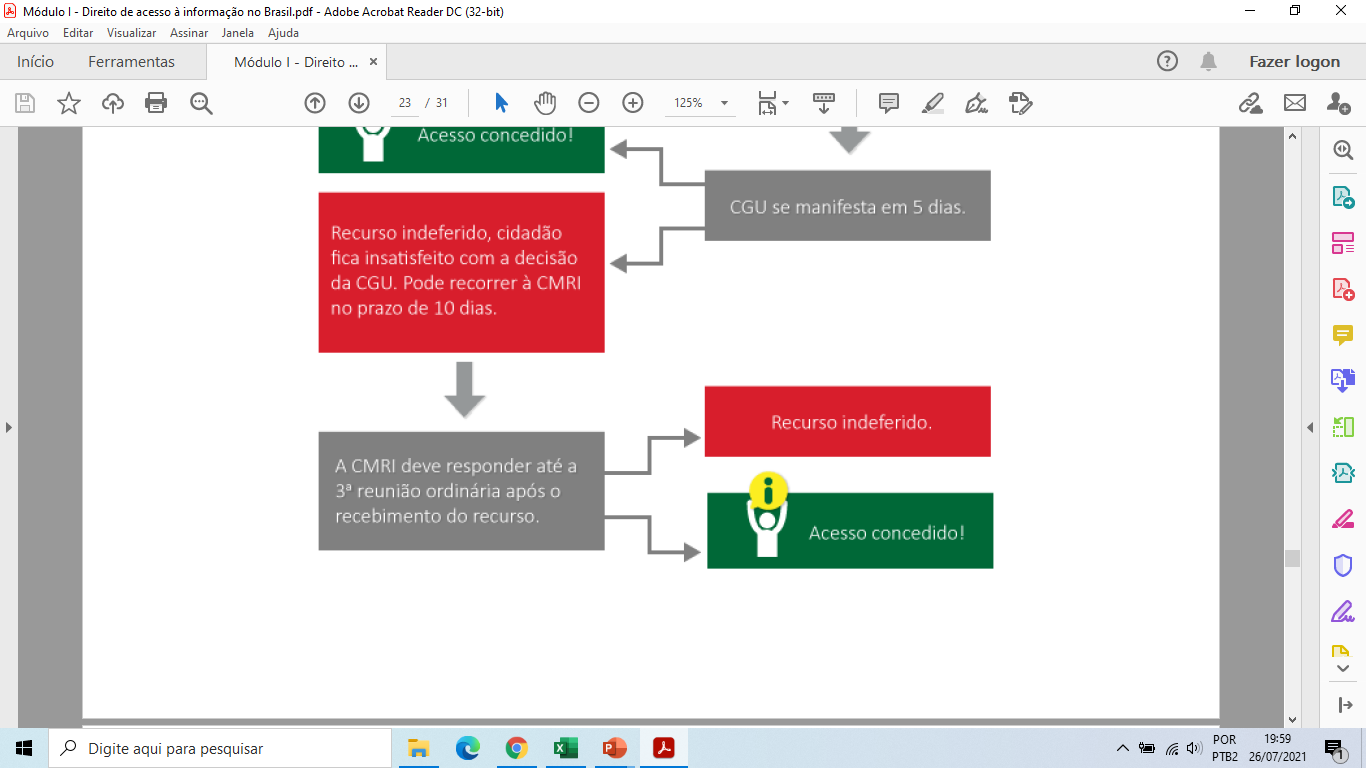 Módulo I - Direito de acesso à informação no Brasil.pdf - Adobe Acrobat Reader DC (32-bit)
Arquivo Editar Visualizar Assinar Janela Ajuda
Início Ferramentas Módulo I - Direito ... × Fazer logon
23 / 31 125%
Acesso concedido!
CGU se manifesta em 5 dias.
Recurso indeferido, cidadão
fica insatisfeito com a decisão
da CGU. Pode recorrer à CMRI
no prazo de 10 dias.
Recurso indeferido.
A CMRI deve responder até a
3ª reunião ordinária após o
recebimento do recurso.
i
Acesso concedido!
Digite aqui para pesquisar
POR
PTB2
19:59
26/07/2021
1